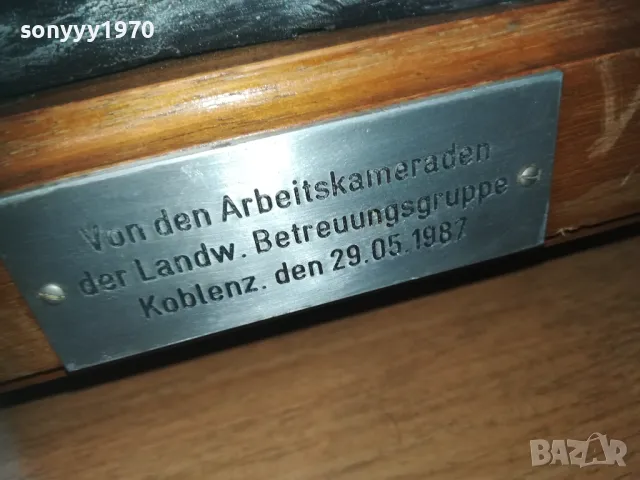 sonyyy1970
Von den Arbeitskameraden
der Landw. Betreuungsgruppe
Koblenz. den 29.05.1987
BAZAR